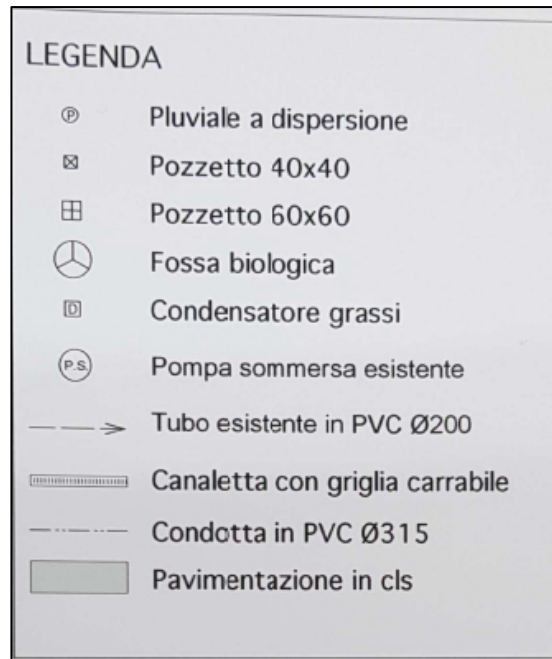 LEGENDA
P Pluviale a dispersione
Pozzetto 40x40
Pozzetto 60x60
Fossa biologica
D Condensatore grassi
P.S. Pompa sommersa esistente
Tubo esistente in PVC Ø200
Canaletta con griglia carrabile
Condotta in PVC Ø315
Pavimentazione in cls